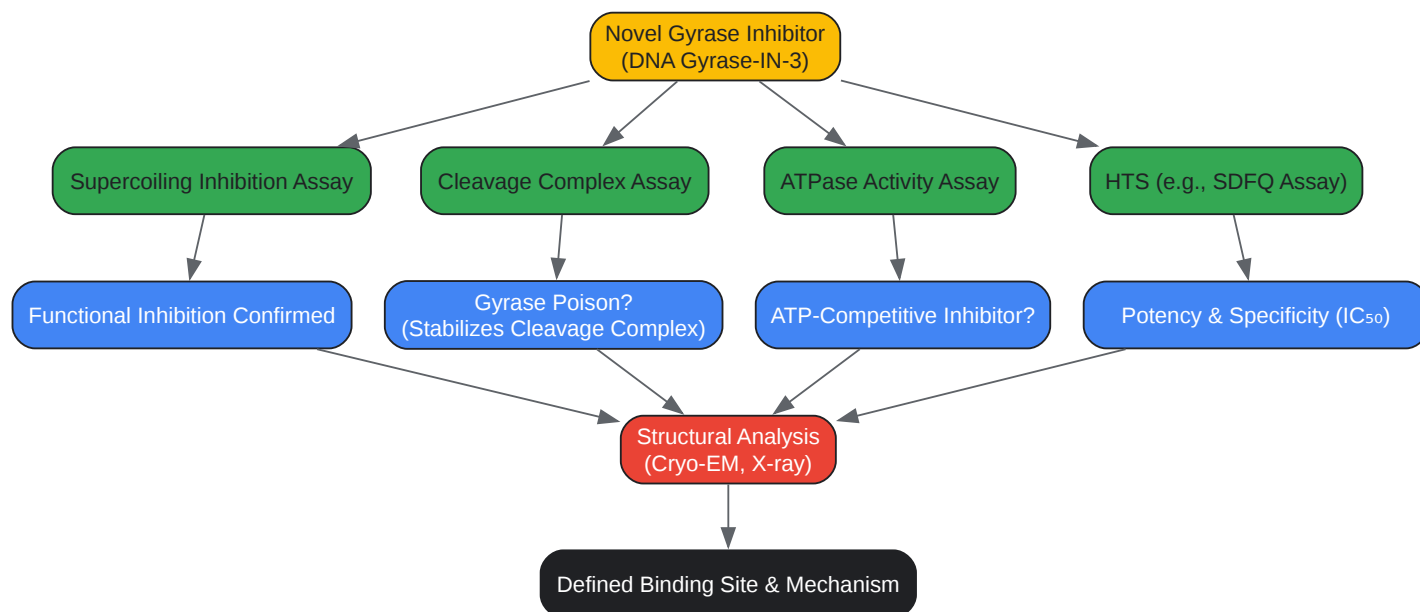 Novel Gyrase Inhibitor
(DNA Gyrase-IN-3)
Supercoiling Inhibition Assay
Cleavage Complex Assay
ATPase Activity Assay
HTS (e.g., SDFQ Assay)
Functional Inhibition Confirmed
Gyrase Poison?
(Stabilizes Cleavage Complex)
ATP-Competitive Inhibitor?
Potency & Specificity (IC₅₀)
Structural Analysis
(Cryo-EM, X-ray)
Defined Binding Site & Mechanism